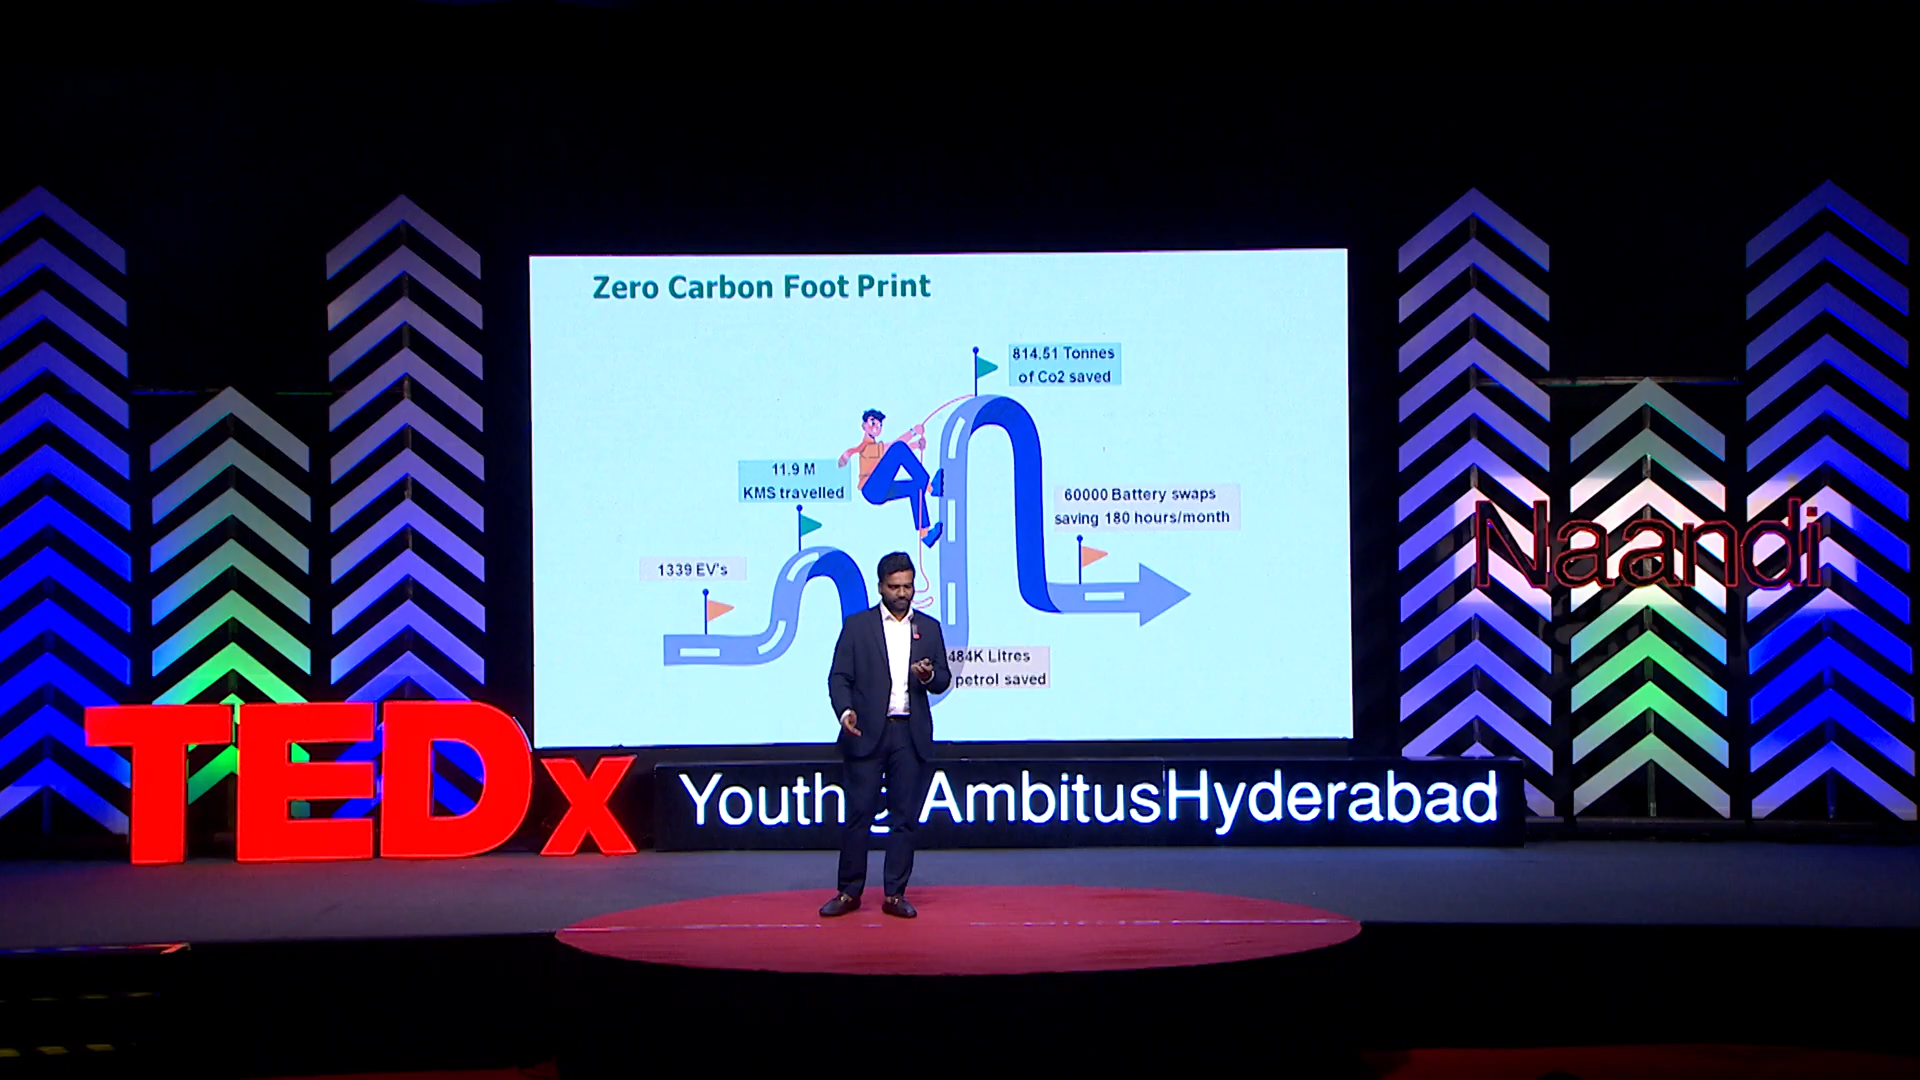 Zero Carbon Foot Print
814.51 Tonnes
of Co2 saved
11.9 M
KMS travelled
60000 Battery swaps
saving 180 hours/month
1339 EV's
484K Litres
petrol saved
Naandi
TEDx
Youth AmbitusHyderabad